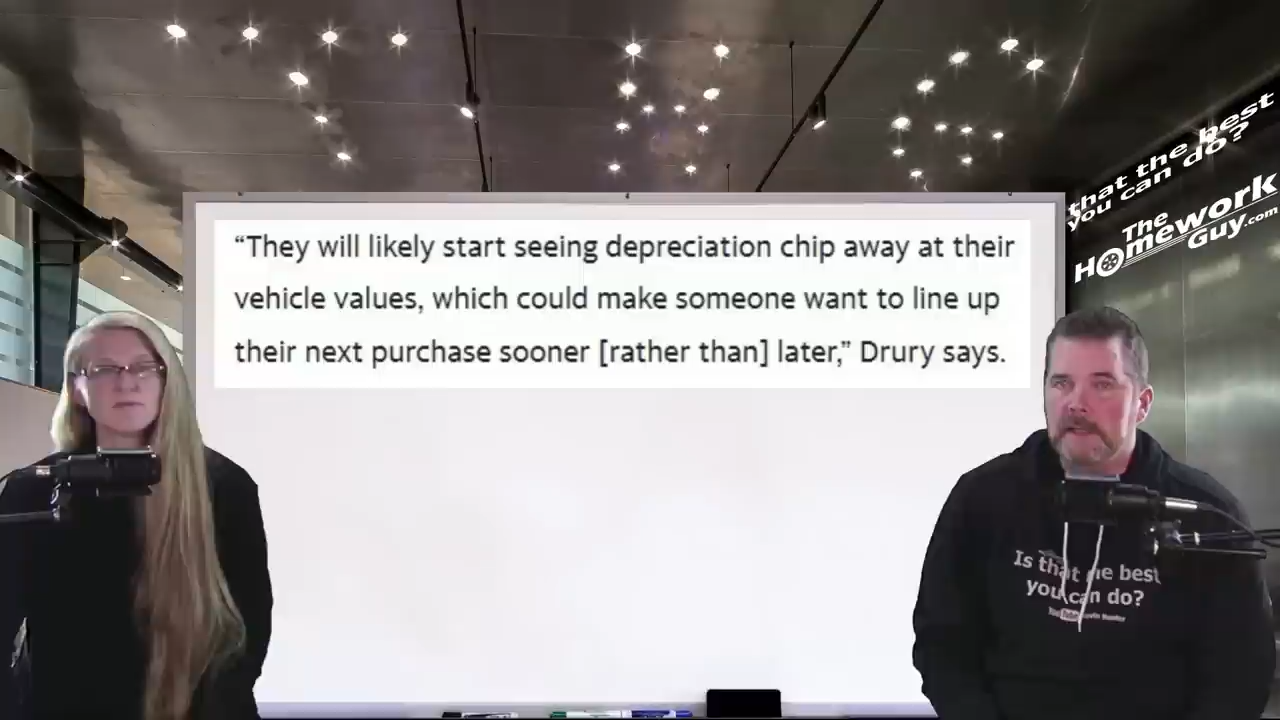 “They will likely start seeing depreciation chip away at their
vehicle values, which could make someone want to line up
their next purchase sooner [rather than] later,” Drury says.
that the best
you can do?
The
Homework
Guy.com
Is that he best
you can do?